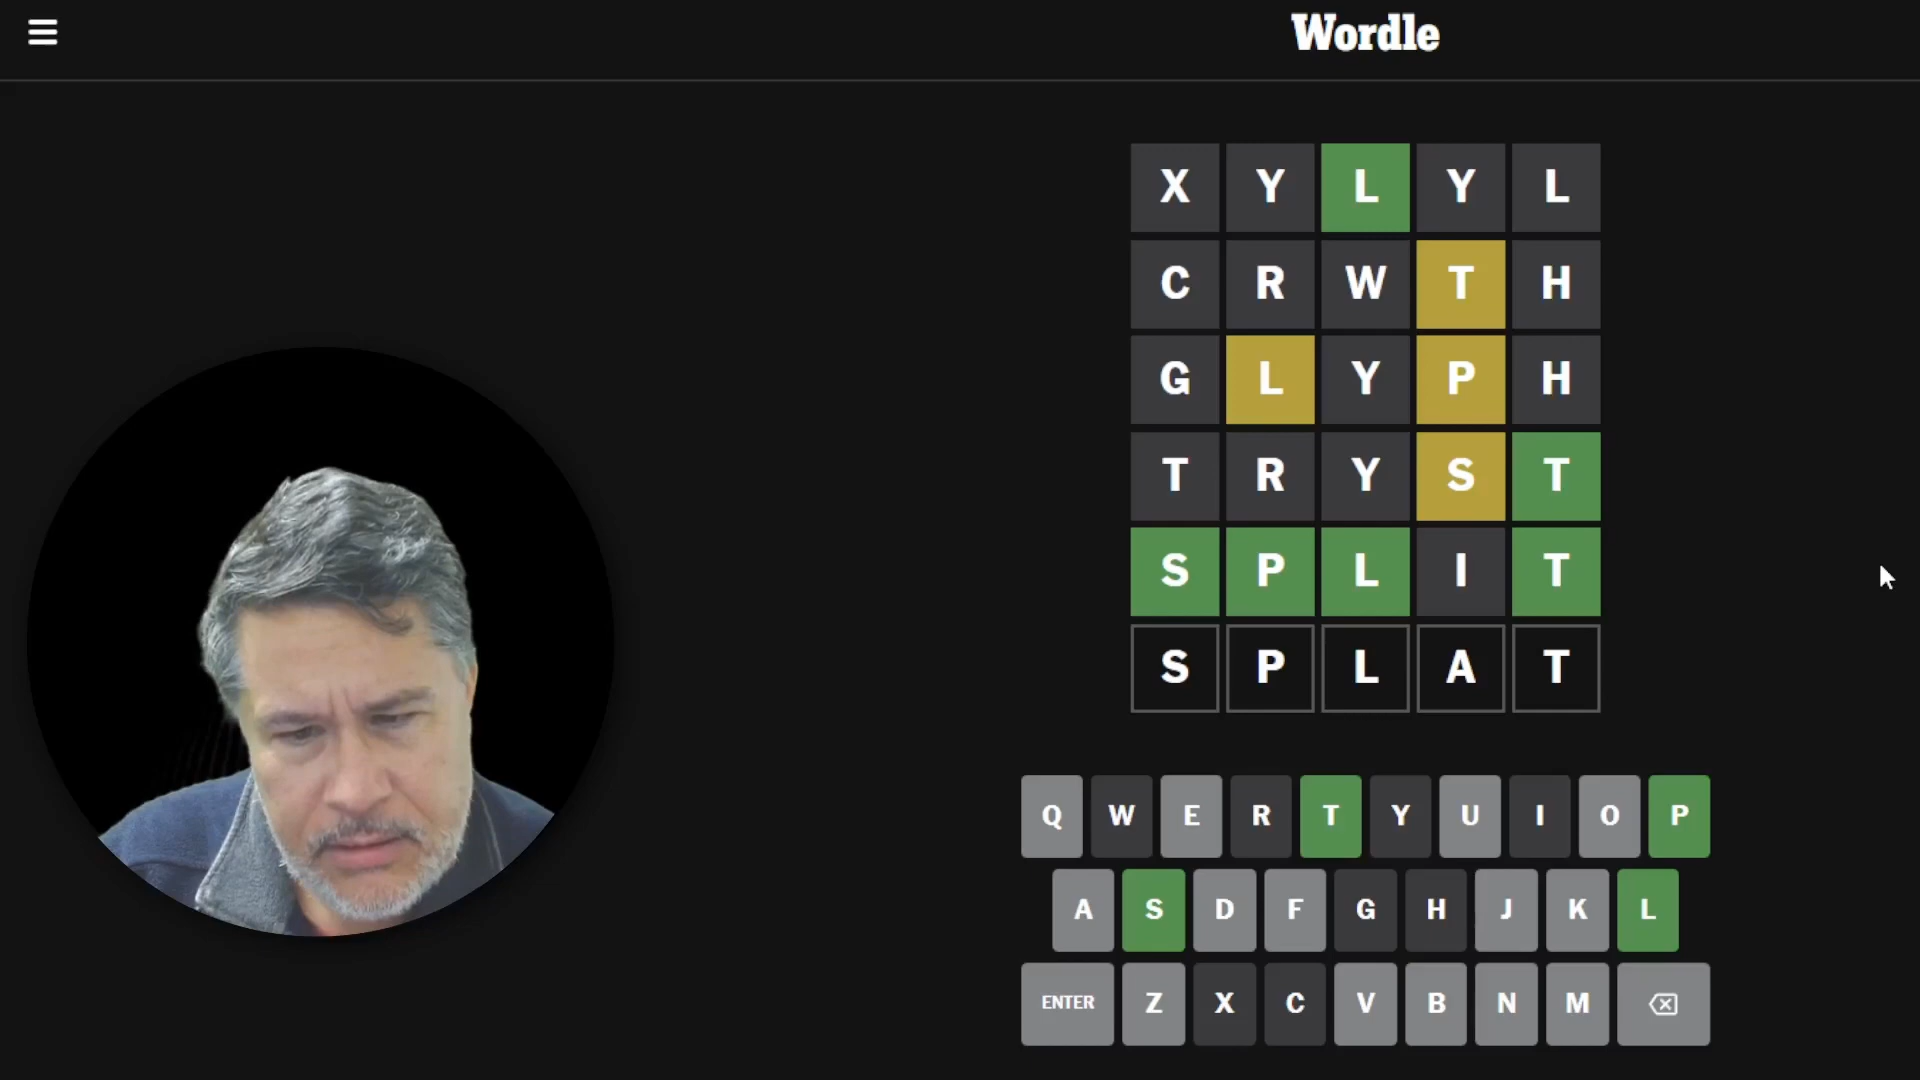 Wordle
X Y L Y L
C R W T H
G L Y P H
T R Y S T
S P L I T
S P L A T
Q W E R T Y U I O P
A S D F G H J K L
ENTER Z X C V B N M